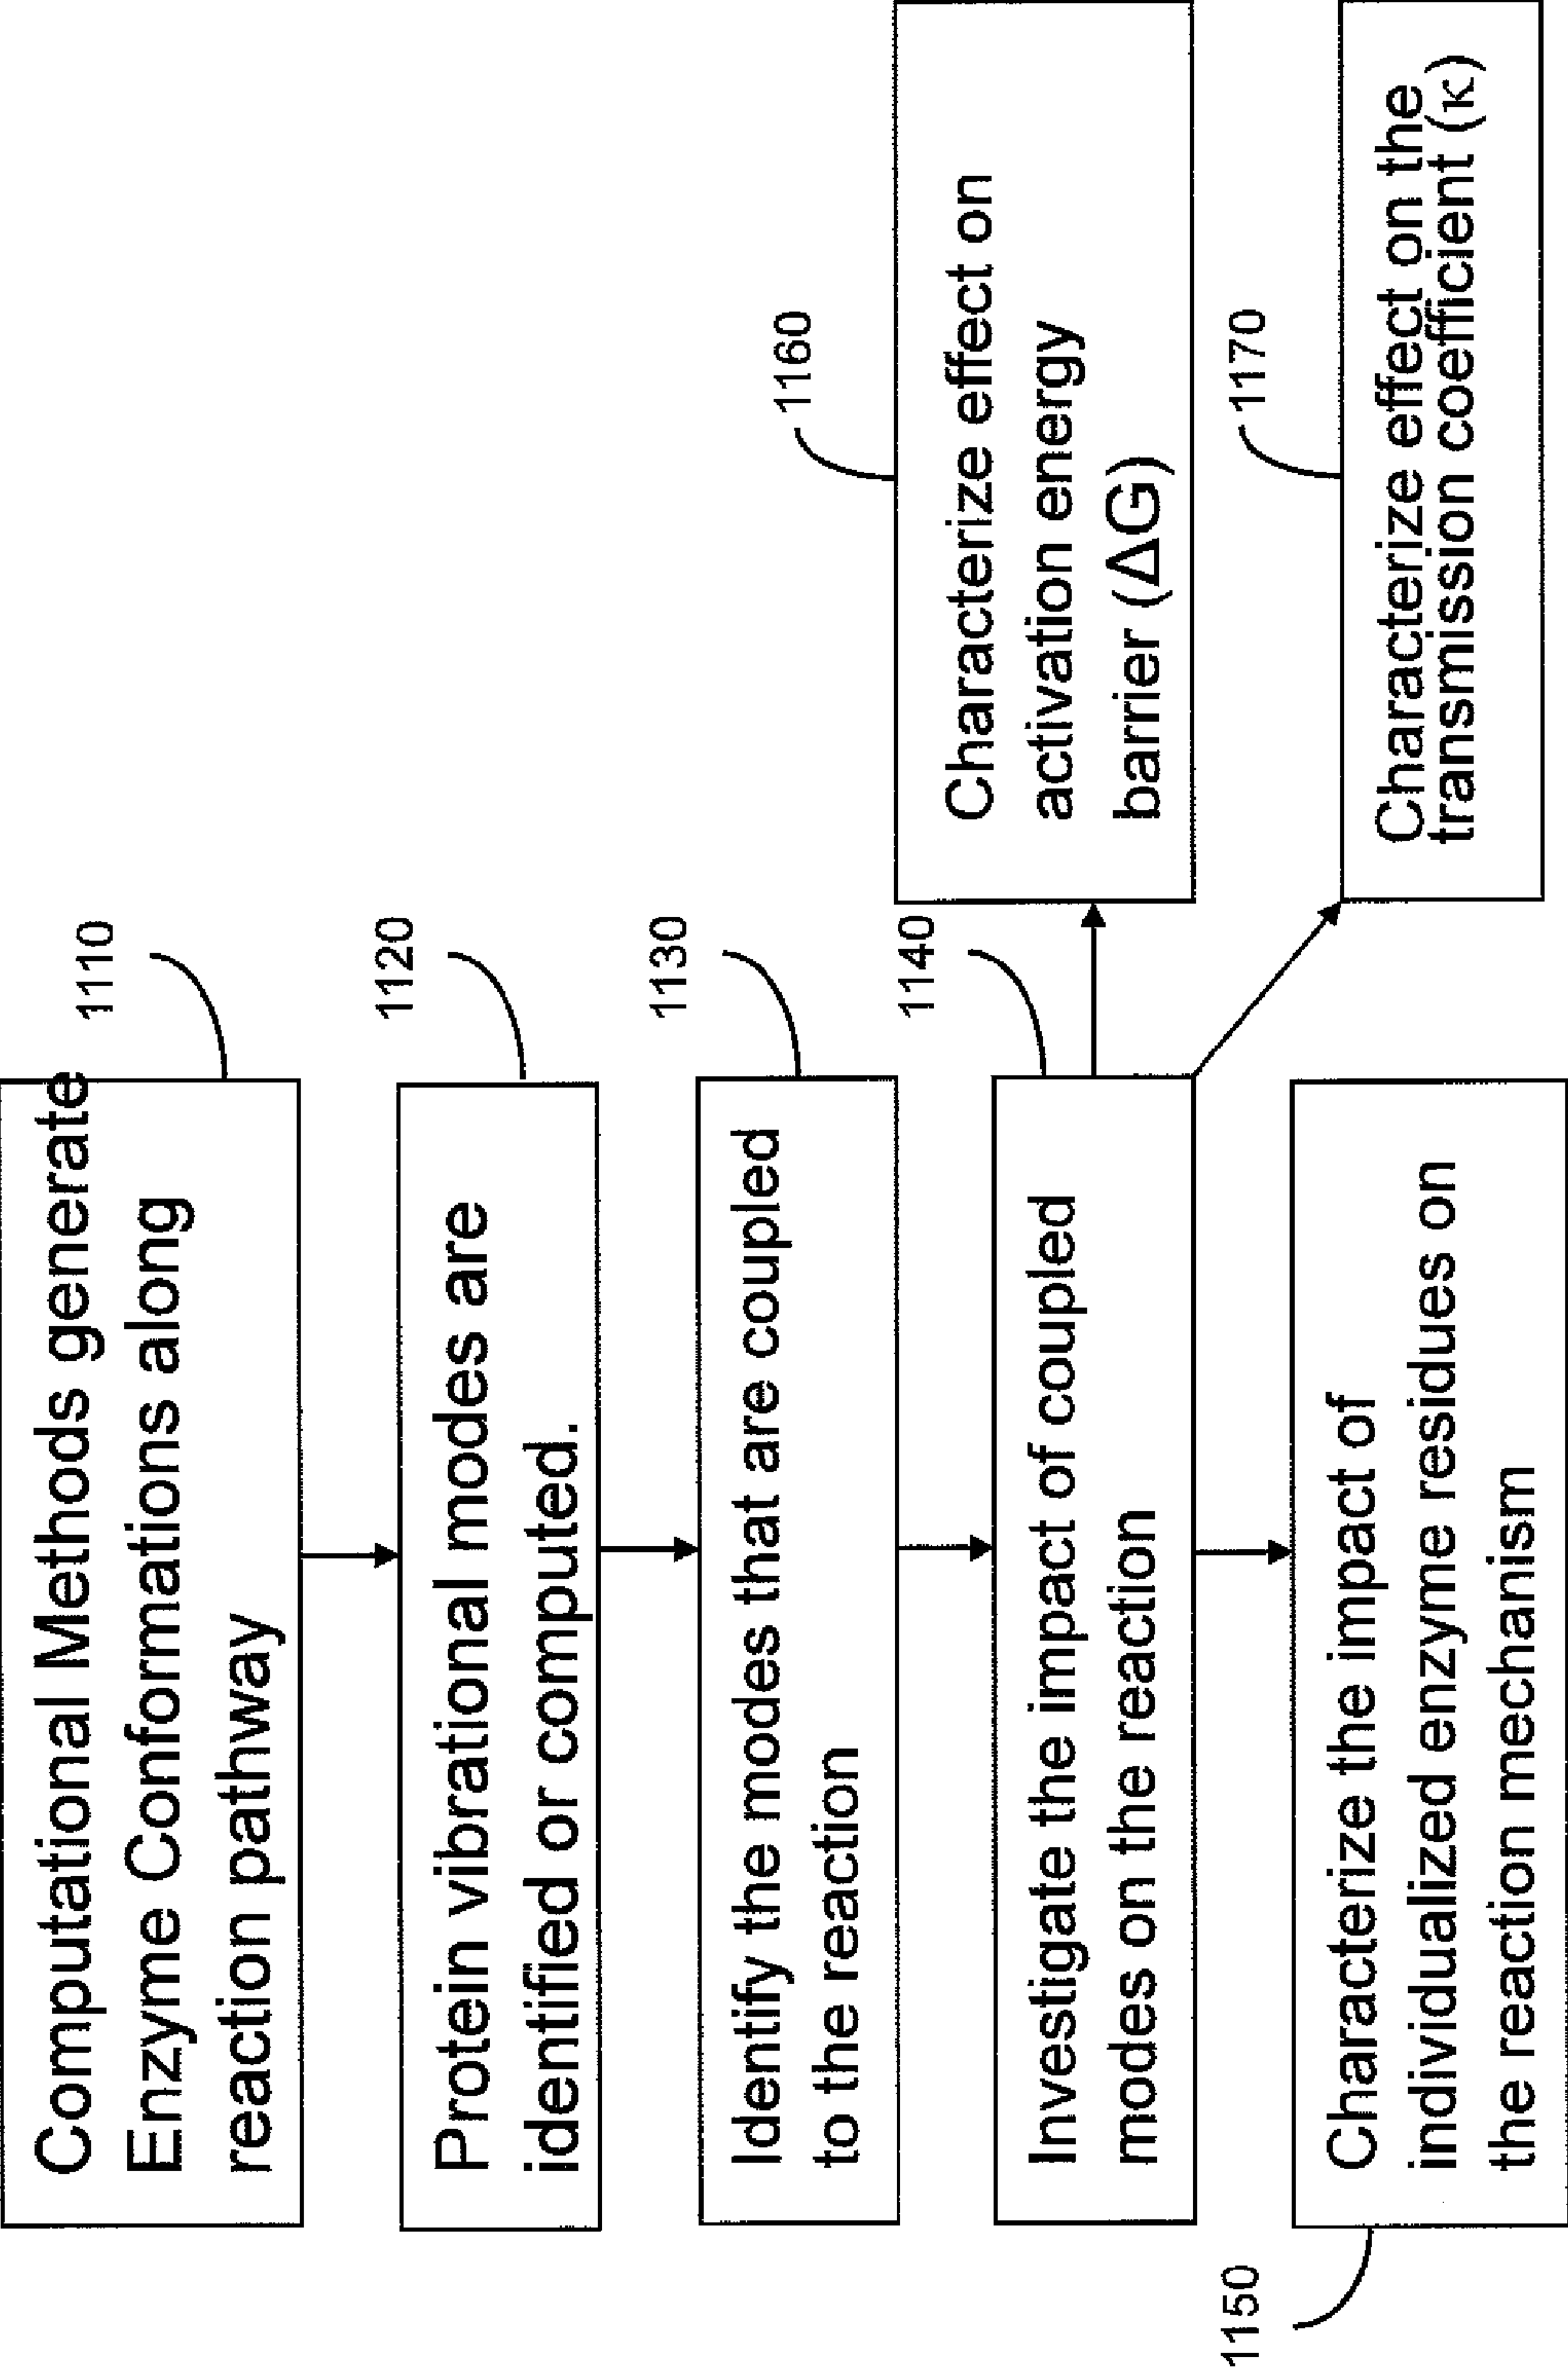 Computational Methods generate
Enzyme Conformations along
reaction pathway
1110
Protein vibrational modes are
identified or computed.
1120
Identify the modes that are coupled
to the reaction
1130
Investigate the impact of coupled
modes on the reaction
1140
Characterize the impact of
individualized enzyme residues on
the reaction mechanism
1150
Characterize effect on
activation energy
barrier (ΔG)
1160
Characterize effect on the
transmission coefficient (κ)
1170